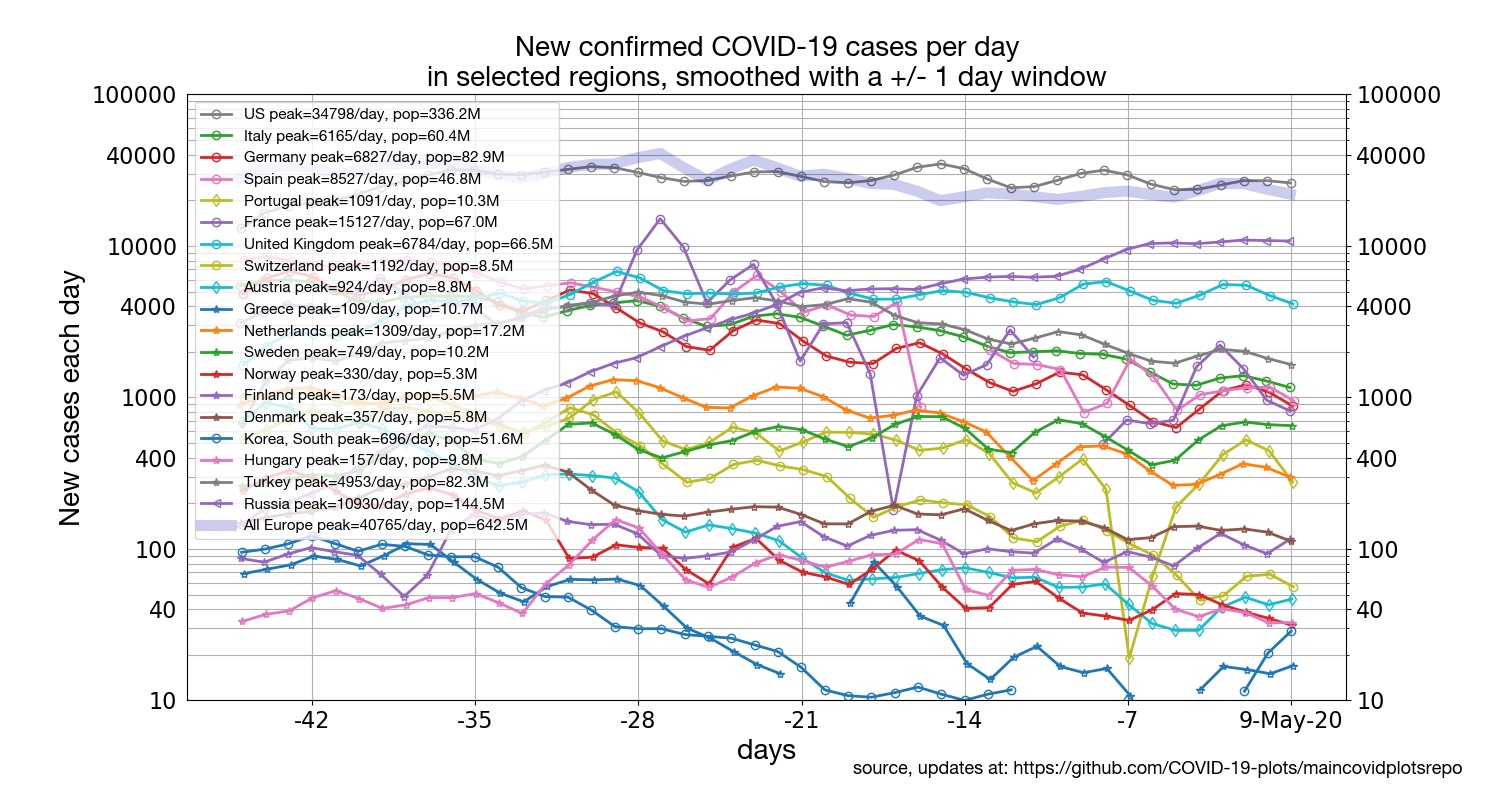 New confirmed COVID-19 cases per day
in selected regions, smoothed with a +/- 1 day window
New cases each day
100000
40000
10000
4000
1000
400
100
40
10
US peak=34798/day, pop=336.2M
Italy peak=6165/day, pop=60.4M
Germany peak=6827/day, pop=82.9M
Spain peak=8527/day, pop=46.8M
Portugal peak=1091/day, pop=10.3M
France peak=15127/day, pop=67.0M
United Kingdom peak=6784/day, pop=66.5M
Switzerland peak=1192/day, pop=8.5M
Austria peak=924/day, pop=8.8M
Greece peak=109/day, pop=10.7M
Netherlands peak=1309/day, pop=17.2M
Sweden peak=749/day, pop=10.2M
Norway peak=330/day, pop=5.3M
Finland peak=173/day, pop=5.5M
Denmark peak=357/day, pop=5.8M
Korea, South peak=696/day, pop=51.6M
Hungary peak=157/day, pop=9.8M
Turkey peak=4953/day, pop=82.3M
Russia peak=10930/day, pop=144.5M
All Europe peak=40765/day, pop=642.5M
100000
40000
10000
4000
1000
400
100
40
10
-42 -35 -28 -21 -14 -7 9-May-20
days
source, updates at: https://github.com/COVID-19-plots/maincovidplotsrepo